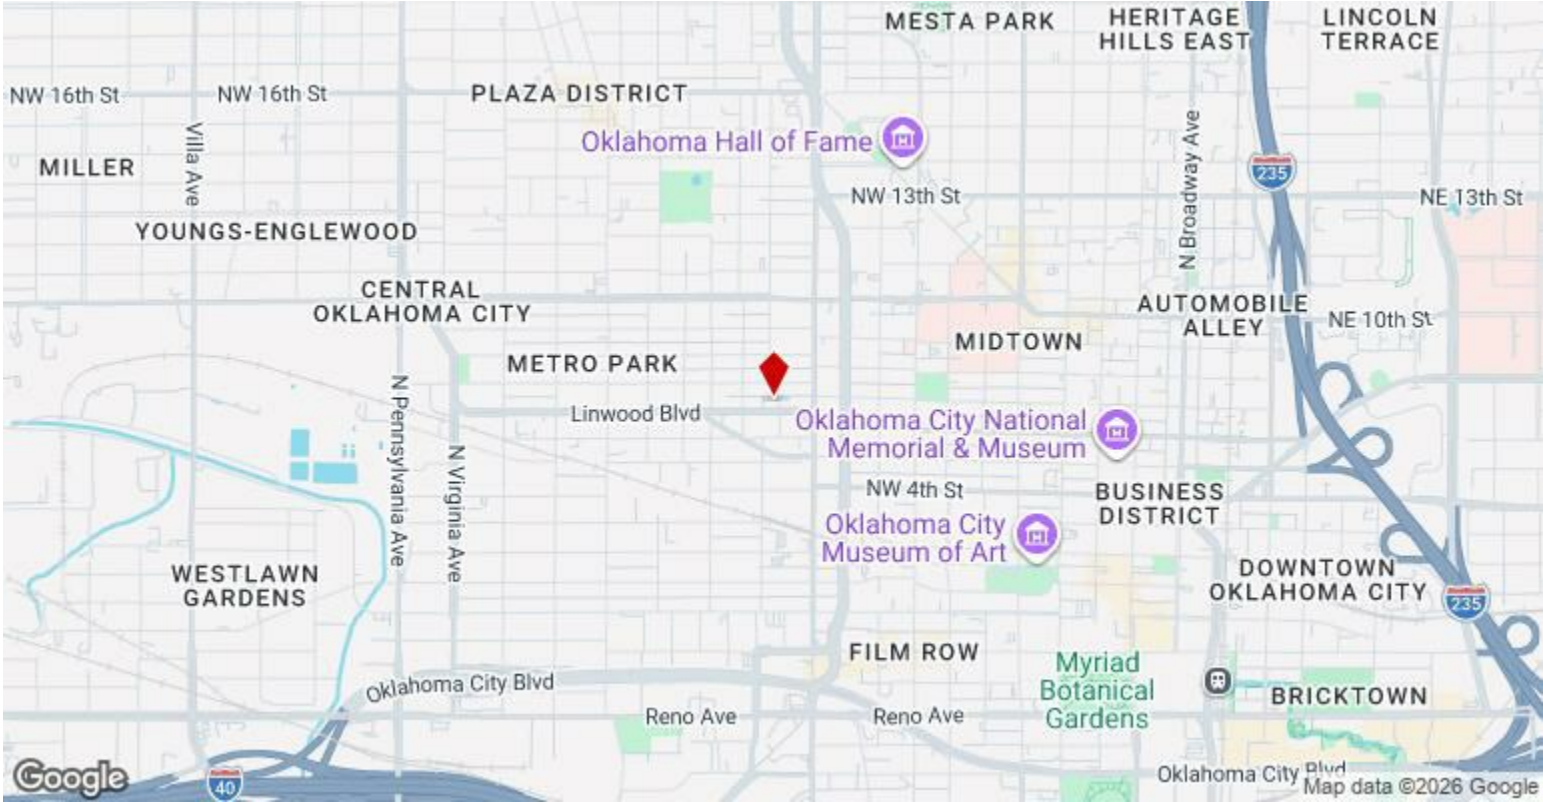 MESTA PARK
HERITAGE
HILLS EAST
LINCOLN
TERRACE
NW 16th St
NW 16th St
PLAZA DISTRICT
Oklahoma Hall of Fame
Villa Ave
MILLER
N Broadway Ave
235
NW 13th St
NE 13th St
YOUNGS-ENGLEWOOD
CENTRAL
OKLAHOMA CITY
AUTOMOBILE
ALLEY
NE 10th St
MIDTOWN
METRO PARK
N Pennsylvania Ave
Linwood Blvd
Oklahoma City National
Memorial & Museum
N Virginia Ave
NW 4th St
BUSINESS
DISTRICT
Oklahoma City
Museum of Art
WESTLAWN
GARDENS
DOWNTOWN
OKLAHOMA CITY
235
FILM ROW
Myriad
Botanical
Gardens
Oklahoma City Blvd
BRICKTOWN
Reno Ave
Reno Ave
Google
40
Oklahoma City Blvd
Map data ©2026 Google